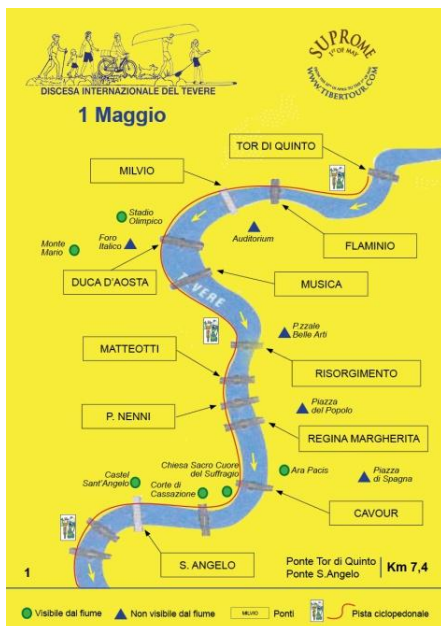 DISCESA INTERNAZIONALE DEL TEVERE
1 Maggio
SUPROME
1ST OF MAY
WWW.TIBERTOUR.COM
TOR DI QUINTO
MILVIO
Stadio
Olimpico
Monte
Mario
Foro
Italico
Auditorium
FLAMINIO
DUCA D'AOSTA
MUSICA
TEVERE
P.zzale
Belle Arti
MATTEOTTI
RISORGIMENTO
P. NENNI
Piazza
del Popolo
REGINA MARGHERITA
Chiesa Sacro Cuore
del Suffragio
Castel
Sant'Angelo
Corte di
Cassazione
Ara Pacis
Piazza
di Spagna
CAVOUR
S. ANGELO
Ponte Tor di Quinto
Ponte S.Angelo
Km 7,4
1
Visibile dal fiume
Non visibile dal fiume
MILVIO
Ponti
Pista ciclopedonale